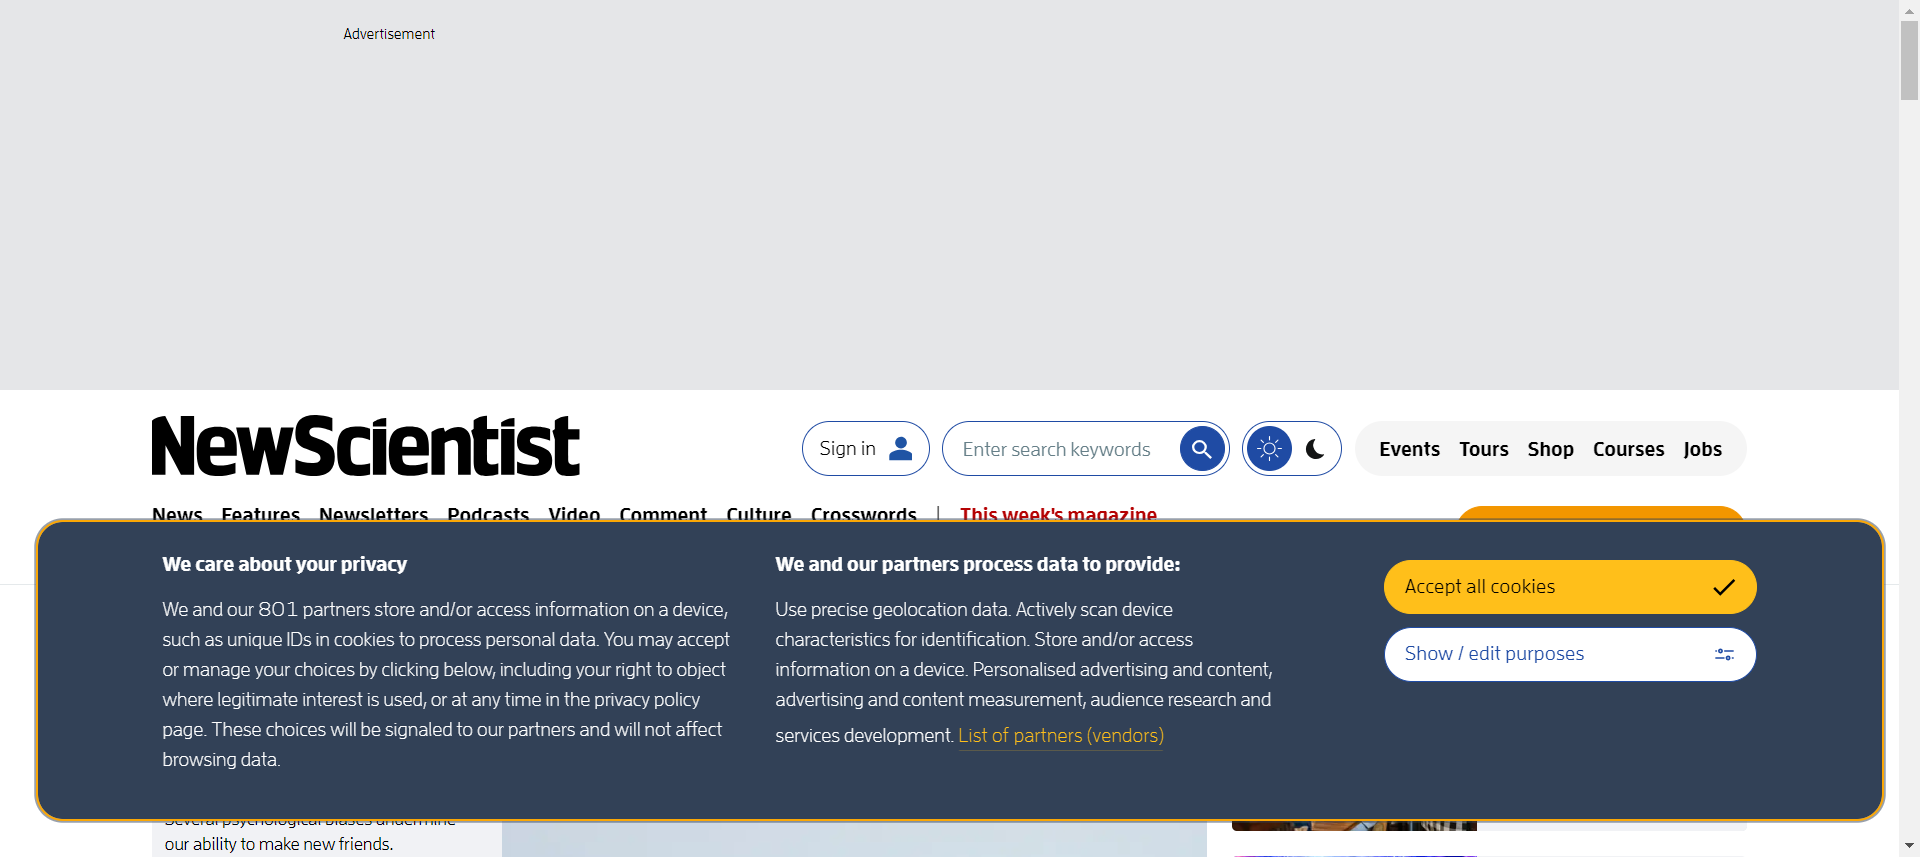 Advertisement
NewScientist
Sign in
Enter search keywords
Events Tours Shop Courses Jobs
News Features Newsletters Podcasts Video Comment Culture Crosswords | This week's magazine
We care about your privacy
We and our 801 partners store and/or access information on a device,
such as unique IDs in cookies to process personal data. You may accept
or manage your choices by clicking below, including your right to object
where legitimate interest is used, or at any time in the privacy policy
page. These choices will be signaled to our partners and will not affect
browsing data.
We and our partners process data to provide:
Use precise geolocation data. Actively scan device
characteristics for identification. Store and/or access
information on a device. Personalised advertising and content,
advertising and content measurement, audience research and
services development. List of partners (vendors)
Accept all cookies
Show / edit purposes
Several psychological biases undermine
our ability to make new friends.